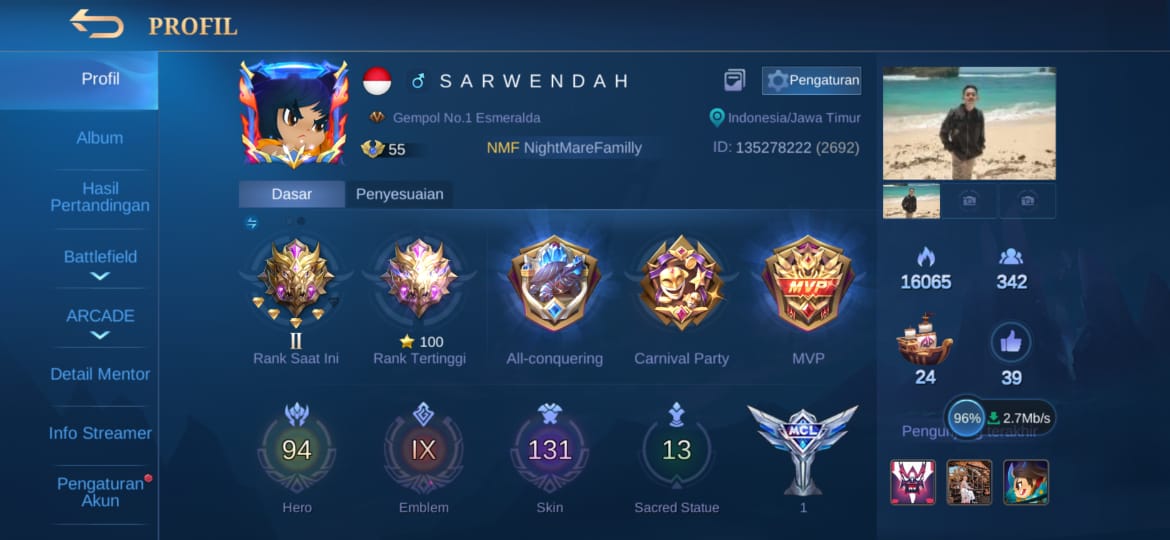 PROFIL
Profil
Album
Hasil
Pertandingan
Battlefield
ARCADE
Detail Mentor
Info Streamer
Pengaturan
Akun
S A R W E N D A H
Pengaturan
Gempol No.1 Esmeralda
Indonesia/Jawa Timur
55
NMF NightMareFamilly
ID: 135278222 (2692)
Dasar
Penyesuaian
II
Rank Saat Ini
100
Rank Tertinggi
All-conquering
Carnival Party
MVP
MVP
94
Hero
IX
Emblem
131
Skin
13
Sacred Statue
MCL
1
16065
342
24
39
96%
2.7Mb/s
terakhir